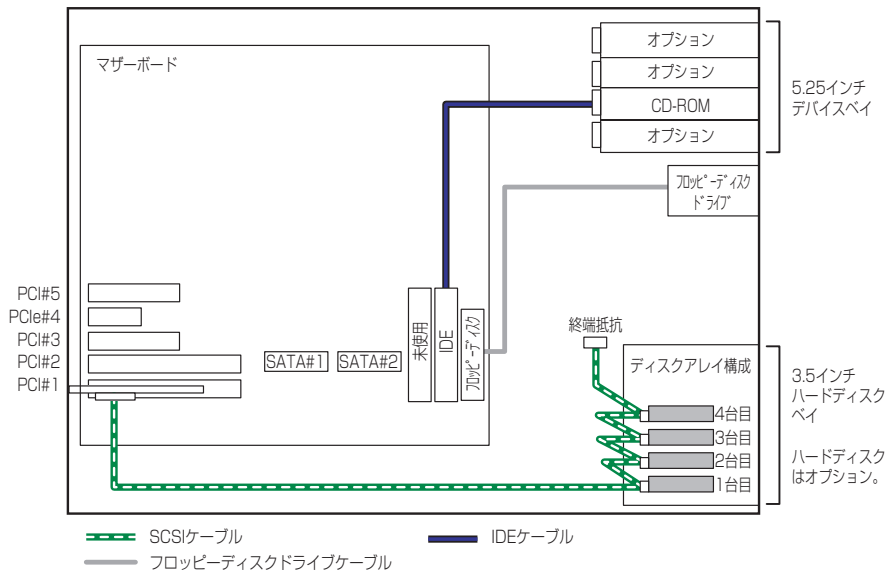 マザーボード
オプション
オプション
CD-ROM
オプション
5.25インチ
デバイスベイ
フロッピーディスク
ドライブ
PCI#5
PCIe#4
PCI#3
PCI#2
PCI#1
SATA#1
SATA#2
未使用
IDE
フロッピーディスク
終端抵抗
ディスクアレイ構成
4台目
3台目
2台目
1台目
3.5インチ
ハードディスク
ベイ
ハードディスク
はオプション。
SCSIケーブル
IDEケーブル
フロッピーディスクドライブケーブル